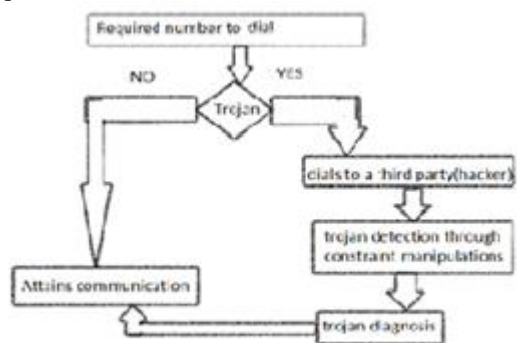 Required number to dial
NO
YES
Trojan
dials to a third party(hacker)
trojan detection through
constraint manipulations
Attains communication
trojan diagnosis